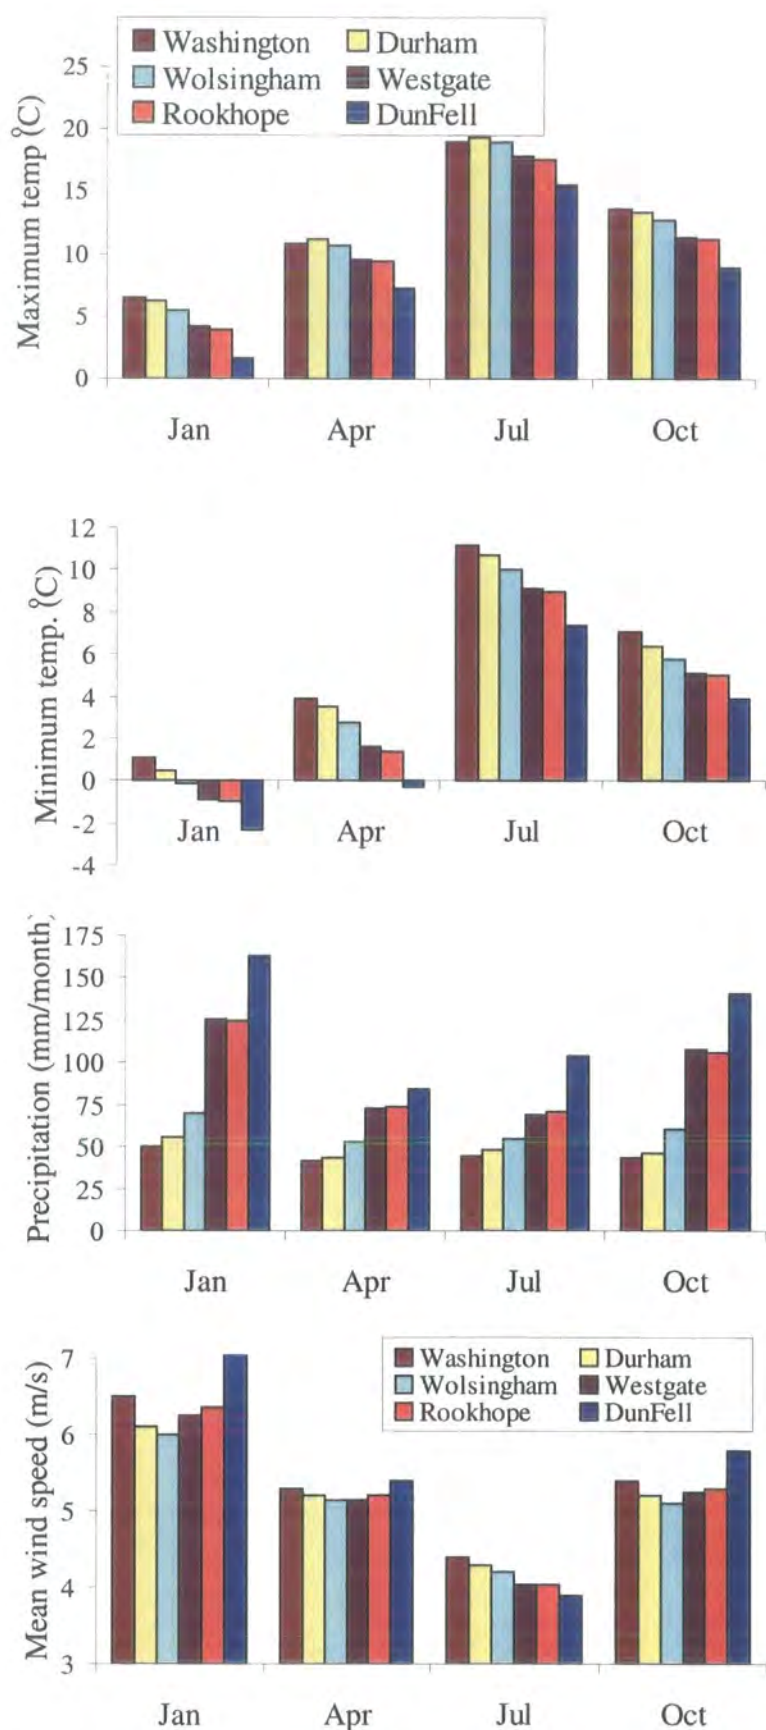 Washington Durham
Wolsingham Westgate
Rookhope DunFell
Maximum temp (°C)
25
20
15
10
5
0
Jan Apr Jul Oct
Minimum temp. (°C)
12
10
8
6
4
2
0
-2
-4
Jan Apr Jul Oct
Precipitation (mm/month)
175
150
125
100
75
50
25
0
Jan Apr Jul Oct
Washington Durham
Wolsingham Westgate
Rookhope DunFell
Mean wind speed (m/s)
7
6
5
4
3
Jan Apr Jul Oct